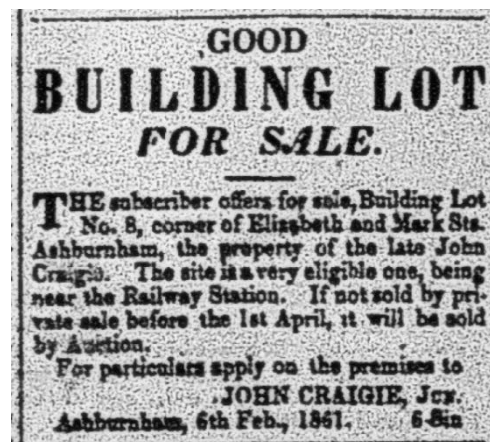 GOOD
BUILDING LOT
FOR SALE.
THE subscriber offers for sale, Building Lot
No. 8, corner of Elizabeth and Mark Sts.
Ashburnham, the property of the late John
Craigie. The site is a very eligible one, being
near the Railway Station. If not sold by pri-
vate sale before the 1st April, it will be sold
by Auction.
For particulars apply on the premises to
JOHN CRAIGIE, Jun.
Ashburnham, 6th Feb., 1861. 6-8in